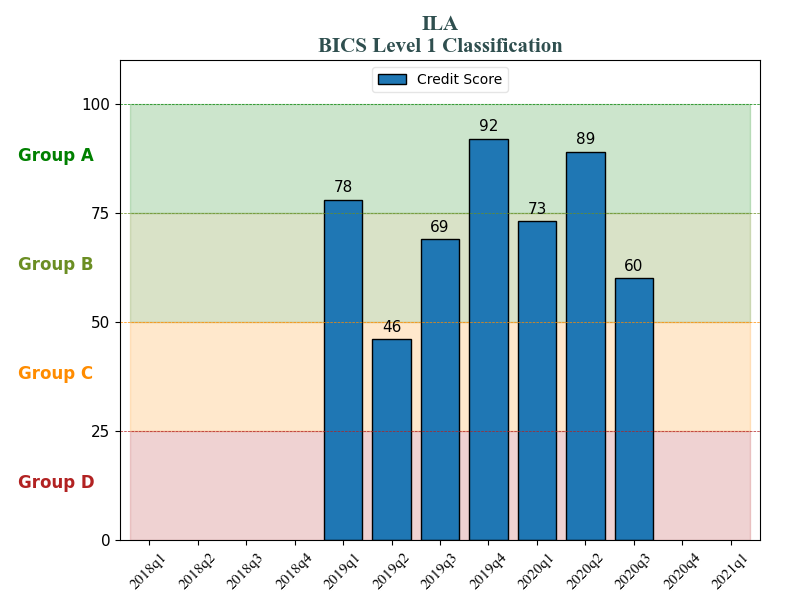 ILA
BICS Level 1 Classification
Credit Score
100
75
50
25
0
Group A
Group B
Group C
Group D
78
46
69
92
73
89
60
2018q1
2018q2
2018q3
2018q4
2019q1
2019q2
2019q3
2019q4
2020q1
2020q2
2020q3
2020q4
2021q1